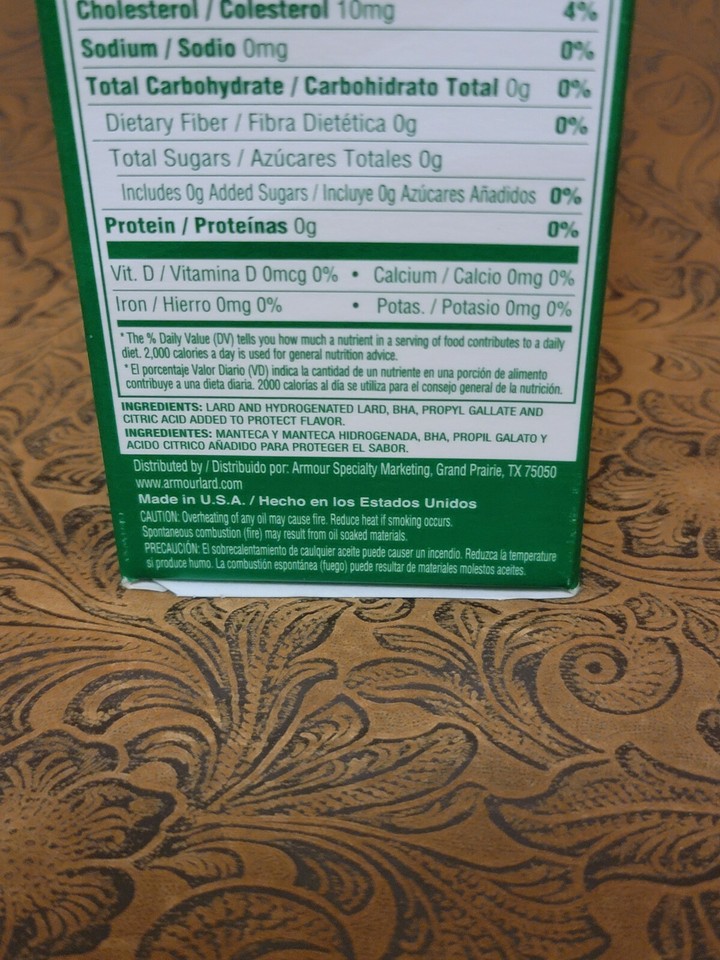 Cholesterol / Colesterol 10mg 4%
Sodium / Sodio 0mg 0%
Total Carbohydrate / Carbohidrato Total 0g 0%
Dietary Fiber / Fibra Dietética 0g 0%
Total Sugars / Azúcares Totales 0g
Includes 0g Added Sugars / Incluye 0g Azúcares Añadidos 0%
Protein / Proteínas 0g 0%
Vit. D / Vitamina D 0mcg 0% • Calcium / Calcio 0mg 0%
Iron / Hierro 0mg 0% • Potas. / Potasio 0mg 0%
* The % Daily Value (DV) tells you how much a nutrient in a serving of food contributes to a daily
diet. 2,000 calories a day is used for general nutrition advice.
* El porcentaje Valor Diario (VD) indica la cantidad de un nutriente en una porción de alimento
contribuye a una dieta diaria. 2000 calorías al día se utiliza para el consejo general de la nutrición.
INGREDIENTS: LARD AND HYDROGENATED LARD, BHA, PROPYL GALLATE AND
CITRIC ACID ADDED TO PROTECT FLAVOR.
INGREDIENTES: MANTECA Y MANTECA HIDROGENADA, BHA, PROPIL GALATO Y
ACIDO CITRICO AÑADIDO PARA PROTEGER EL SABOR.
Distributed by / Distribuido por: Armour Specialty Marketing, Grand Prairie, TX 75050
www.armourlard.com
Made in U.S.A. / Hecho en los Estados Unidos
CAUTION: Overheating of any oil may cause fire. Reduce heat if smoking occurs.
Spontaneous combustion (fire) may result from oil soaked materials.
PRECAUCIÓN: El sobrecalentamiento de caulquier aceite puede causer un incendio. Reduzca la temperature
si produce humo. La combustión espontánea (fuego) puede resultar de materiales molestos aceites.